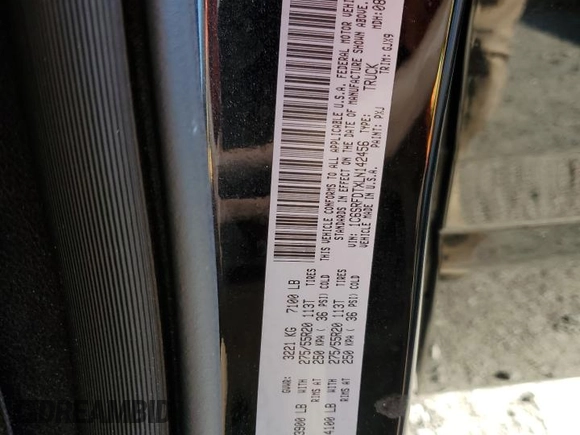 GVWR: 3221 KG 7100 LB
3900 LB 275/55R20 113T TIRES
RIMS AT 250 KPA ( 36 PSI) COLD
275/55R20 113T TIRES
4100 LB RIMS AT 250 KPA ( 36 PSI) COLD
THIS VEHICLE CONFORMS TO ALL APPLICABLE U.S.A. FEDERAL MOTOR VEHI
STANDARDS IN EFFECT ON THE DATE OF MANUFACTURE SHOWN ABOVE.
VIN: 1C6SRFDTXLN142456 TYPE: TRUCK MDH:08
VEHICLE MADE IN U.S.A. PAINT: PXJ TRIM: GJX9